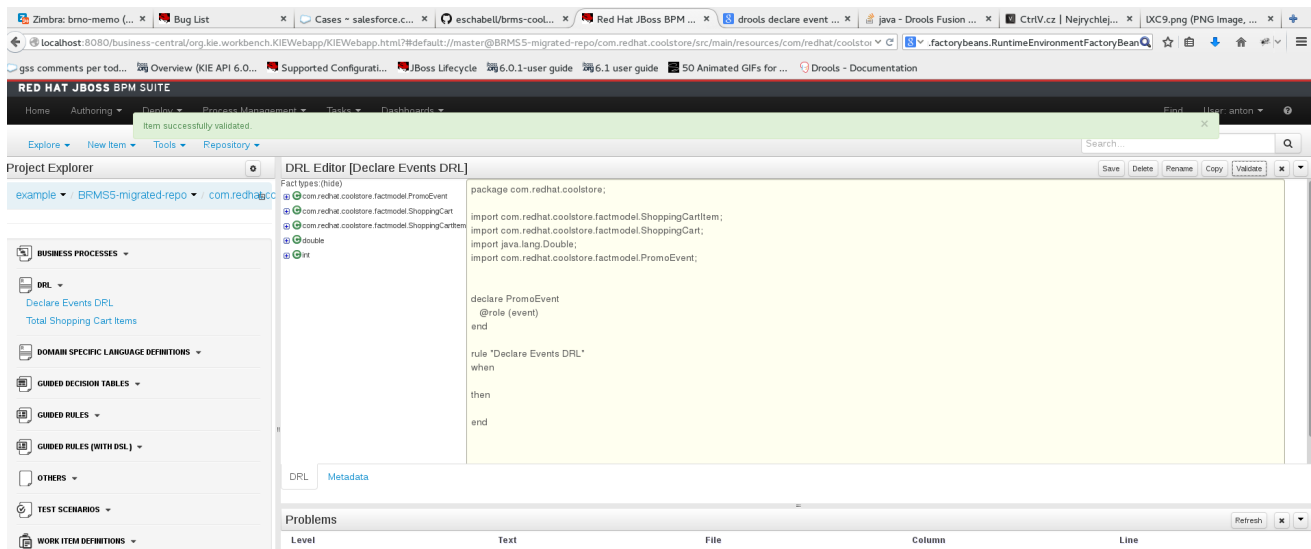 Zimbra: brno-memo (... × Bug List × Cases ~ salesforce.c... × eschabell/brms-cool... × Red Hat JBoss BPM ... × drools declare event ... × java - Drools Fusion ... × CtrlV.cz | Nejrychlej... × IXC9.png (PNG Image, ... × +
localhost:8080/business-central/org.kie.workbench.KIEWebapp/KIEWebapp.html?#default://master@BRMS5-migrated-repo/com.redhat.coolstore/src/main/resources/com/redhat/coolstor .factorybeans.RuntimeEnvironmentFactoryBean
gss comments per tod... Overview (KIE API 6.0... Supported Configurati... JBoss Lifecycle 6.0.1-user guide 6.1 user guide 50 Animated GIFs for ... Drools - Documentation
RED HAT JBOSS BPM SUITE
Home Authoring Deploy Process Management Tasks Dashboards Find User: anton
Item successfully validated. ×
Explore New Item Tools Repository Search...
Project Explorer
example / BRMS5-migrated-repo / com.redhat.cc
BUSINESS PROCESSES
DRL
Declare Events DRL
Total Shopping Cart Items
DOMAIN SPECIFIC LANGUAGE DEFINITIONS
GUIDED DECISION TABLES
GUIDED RULES
GUIDED RULES (WITH DSL)
OTHERS
TEST SCENARIOS
WORK ITEM DEFINITIONS
DRL Editor [Declare Events DRL]
Save Delete Rename Copy Validate
Fact types:(hide)
com.redhat.coolstore.factmodel.PromoEvent
com.redhat.coolstore.factmodel.ShoppingCart
com.redhat.coolstore.factmodel.ShoppingCartItem
double
int
package com.redhat.coolstore;
import com.redhat.coolstore.factmodel.ShoppingCartItem;
import com.redhat.coolstore.factmodel.ShoppingCart;
import java.lang.Double;
import com.redhat.coolstore.factmodel.PromoEvent;
declare PromoEvent
@role (event)
end
rule "Declare Events DRL"
when
then
end
DRL Metadata
Problems
Refresh
Level Text File Column Line